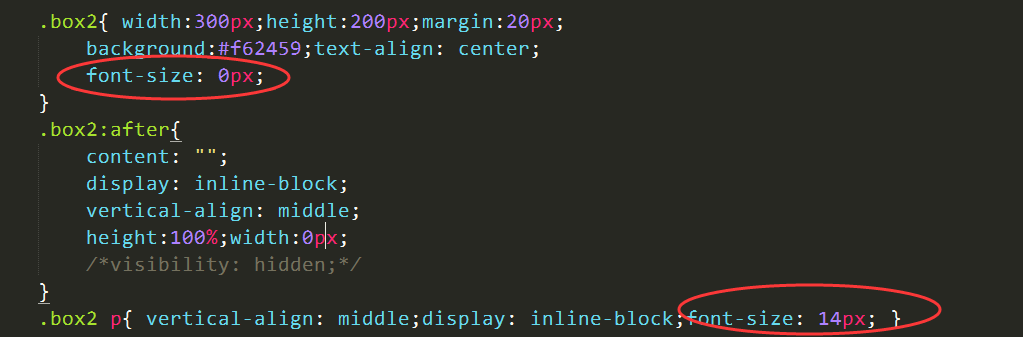 .box2{ width:300px;height:200px;margin:20px;
background:#f62459;text-align: center;
font-size: 0px;
}
.box2:after{
content: "";
display: inline-block;
vertical-align: middle;
height:100%;width:0px;
/*visibility: hidden;*/
}
.box2 p{ vertical-align: middle;display: inline-block;font-size: 14px; }